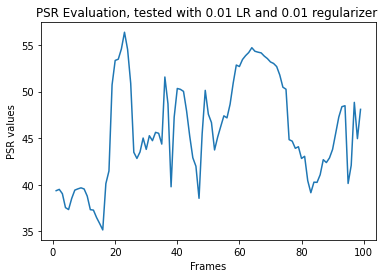 PSR Evaluation, tested with 0.01 LR and 0.01 regularizer
PSR values
55
50
45
40
35
0 20 40 60 80 100
Frames